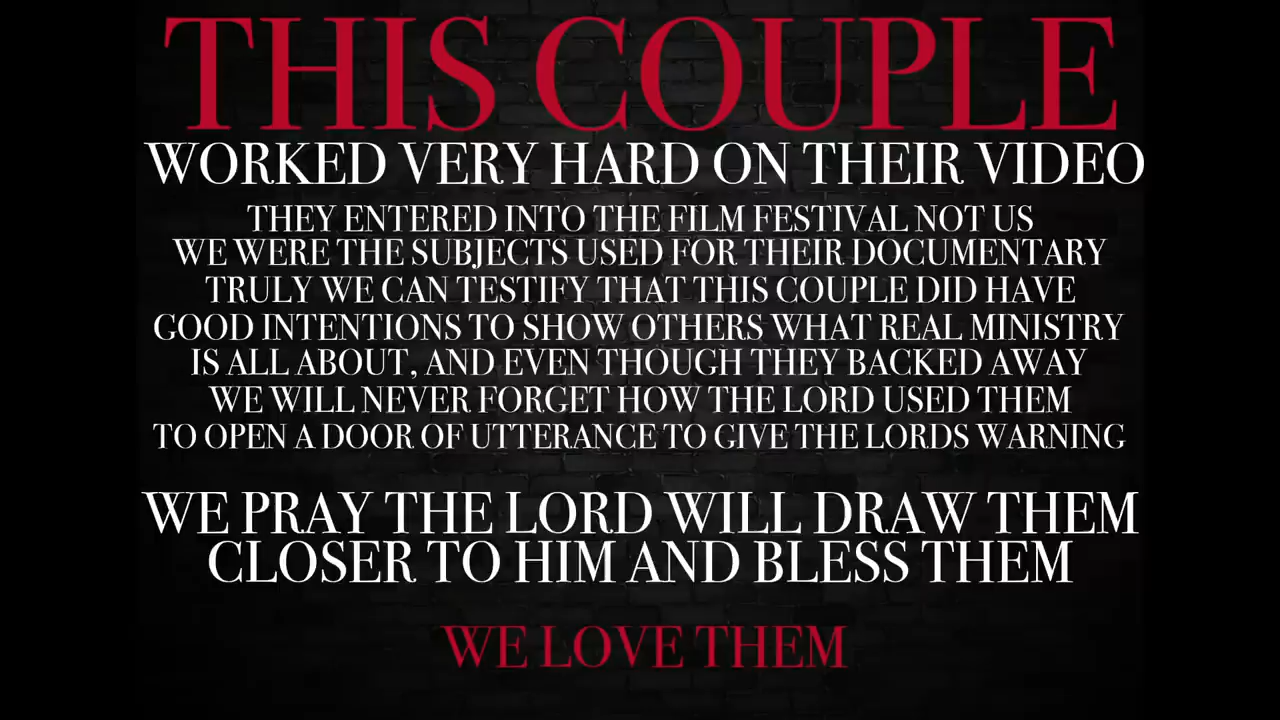 THIS COUPLE
WORKED VERY HARD ON THEIR VIDEO
THEY ENTERED INTO THE FILM FESTIVAL NOT US
WE WERE THE SUBJECTS USED FOR THEIR DOCUMENTARY
TRULY WE CAN TESTIFY THAT THIS COUPLE DID HAVE
GOOD INTENTIONS TO SHOW OTHERS WHAT REAL MINISTRY
IS ALL ABOUT, AND EVEN THOUGH THEY BACKED AWAY
WE WILL NEVER FORGET HOW THE LORD USED THEM
TO OPEN A DOOR OF UTTERANCE TO GIVE THE LORDS WARNING
WE PRAY THE LORD WILL DRAW THEM
CLOSER TO HIM AND BLESS THEM
WE LOVE THEM